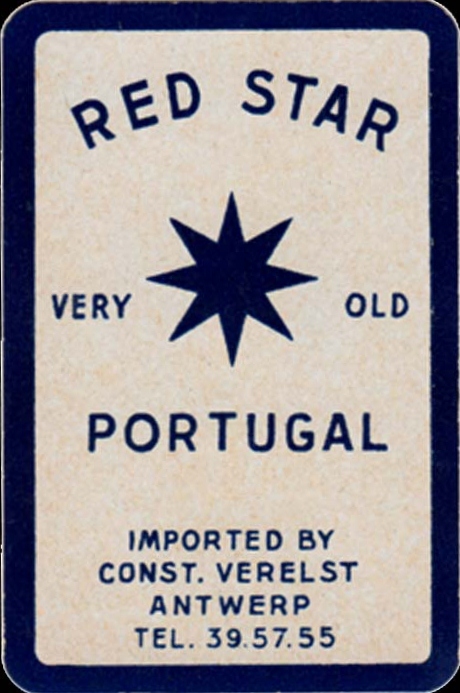 RED STAR
VERY OLD
PORTUGAL
IMPORTED BY
CONST. VERELST
ANTWERP
TEL. 39.57.55